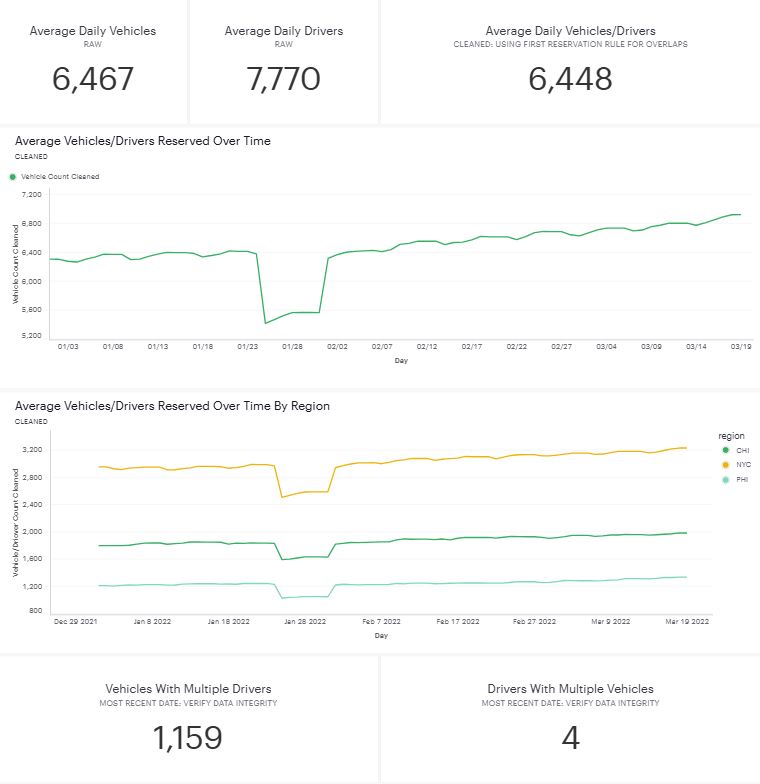 Average Daily Vehicles
RAW
6,467
Average Daily Drivers
RAW
7,770
Average Daily Vehicles/Drivers
CLEANED: USING FIRST RESERVATION RULE FOR OVERLAPS
6,448
Average Vehicles/Drivers Reserved Over Time
CLEANED
Vehicle Count Cleaned
Vehicle Count Cleaned
7,200
6,800
6,400
6,000
5,600
5,200
01/03 01/08 01/13 01/18 01/23 01/28 02/02 02/07 02/12 02/17 02/22 02/27 03/04 03/09 03/14 03/19
Day
Average Vehicles/Drivers Reserved Over Time By Region
CLEANED
Vehicle/Driver Count Cleaned
3,200
2,800
2,400
2,000
1,600
1,200
800
Dec 29 2021 Jan 8 2022 Jan 18 2022 Jan 28 2022 Feb 7 2022 Feb 17 2022 Feb 27 2022 Mar 9 2022 Mar 19 2022
Day
region
CHI
NYC
PHI
Vehicles With Multiple Drivers
MOST RECENT DATE: VERIFY DATA INTEGRITY
1,159
Drivers With Multiple Vehicles
MOST RECENT DATE: VERIFY DATA INTEGRITY
4